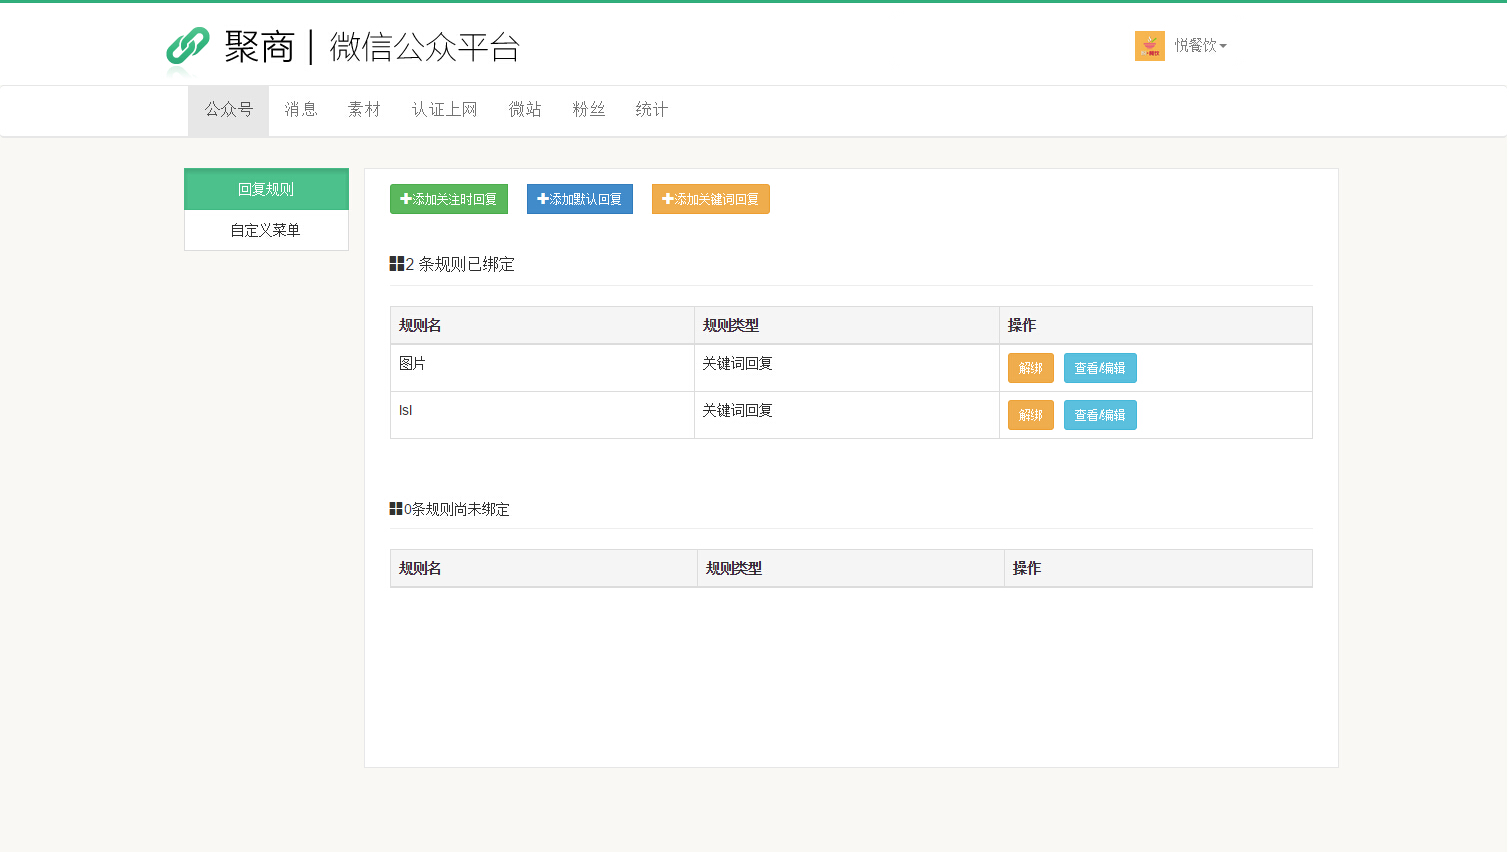 聚商 | 微信公众平台
悦餐饮
公众号 消息 素材 认证上网 微站 粉丝 统计
回复规则
自定义菜单
添加关注时回复 添加默认回复 添加关键词回复
2 条规则已绑定
规则名 规则类型 操作
图片 关键词回复 解绑 查看/编辑
lsl 关键词回复 解绑 查看/编辑
0条规则尚未绑定
规则名 规则类型 操作